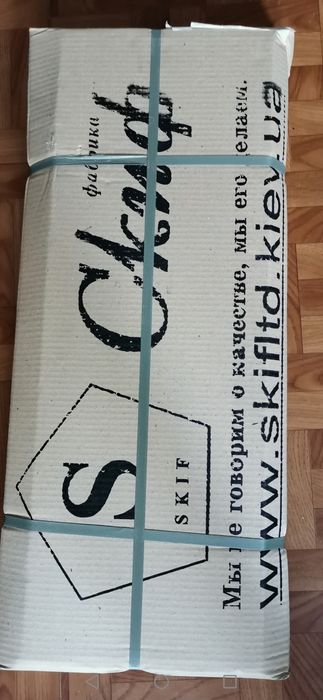 фабрика
Скиф
S
SKIF
Мы не говорим о качестве, мы его делаем.
www.skifltd.kiev.ua